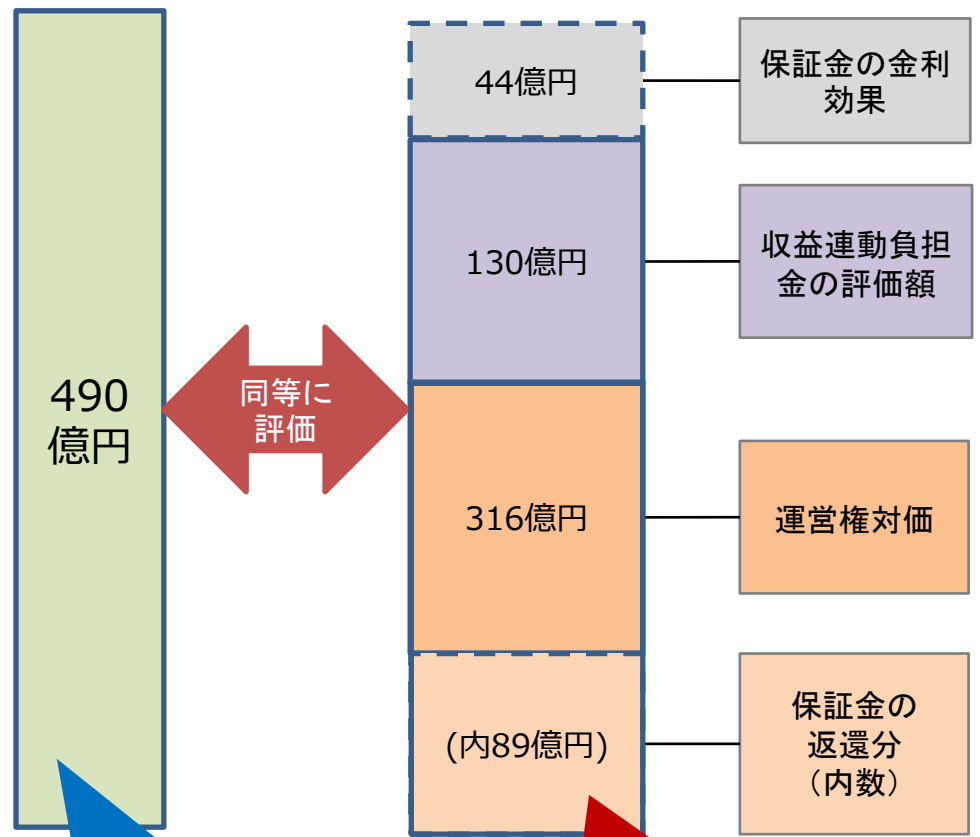 490
億円
同等に
評価
44億円
保証金の金利
効果
130億円
収益連動負担
金の評価額
316億円
運営権対価
(内89億円)
保証金の
返還分
（内数）